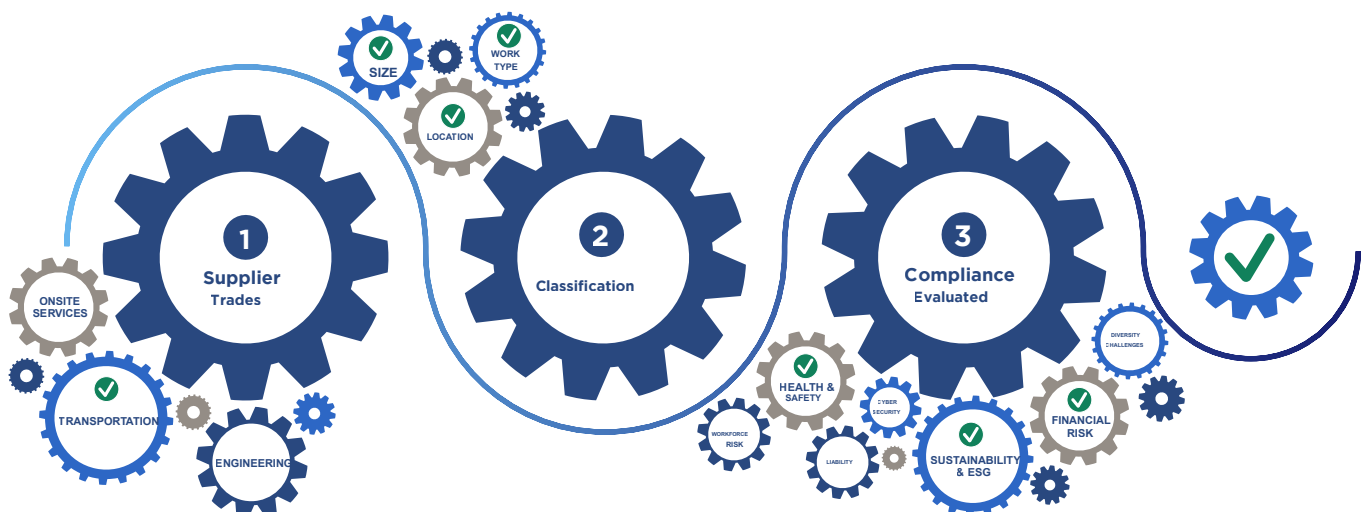 SIZE
WORK
TYPE
LOCATION
1
Supplier
Trades
ONSITE
SERVICES
TRANSPORTATION
ENGINEERING
2
Classification
3
Compliance
Evaluated
HEALTH &
SAFETY
CYBER
SECURITY
WORKFORCE
RISK
LIABILITY
SUSTAINABILITY
& ESG
FINANCIAL
RISK
DIVERSITY
CHALLENGES